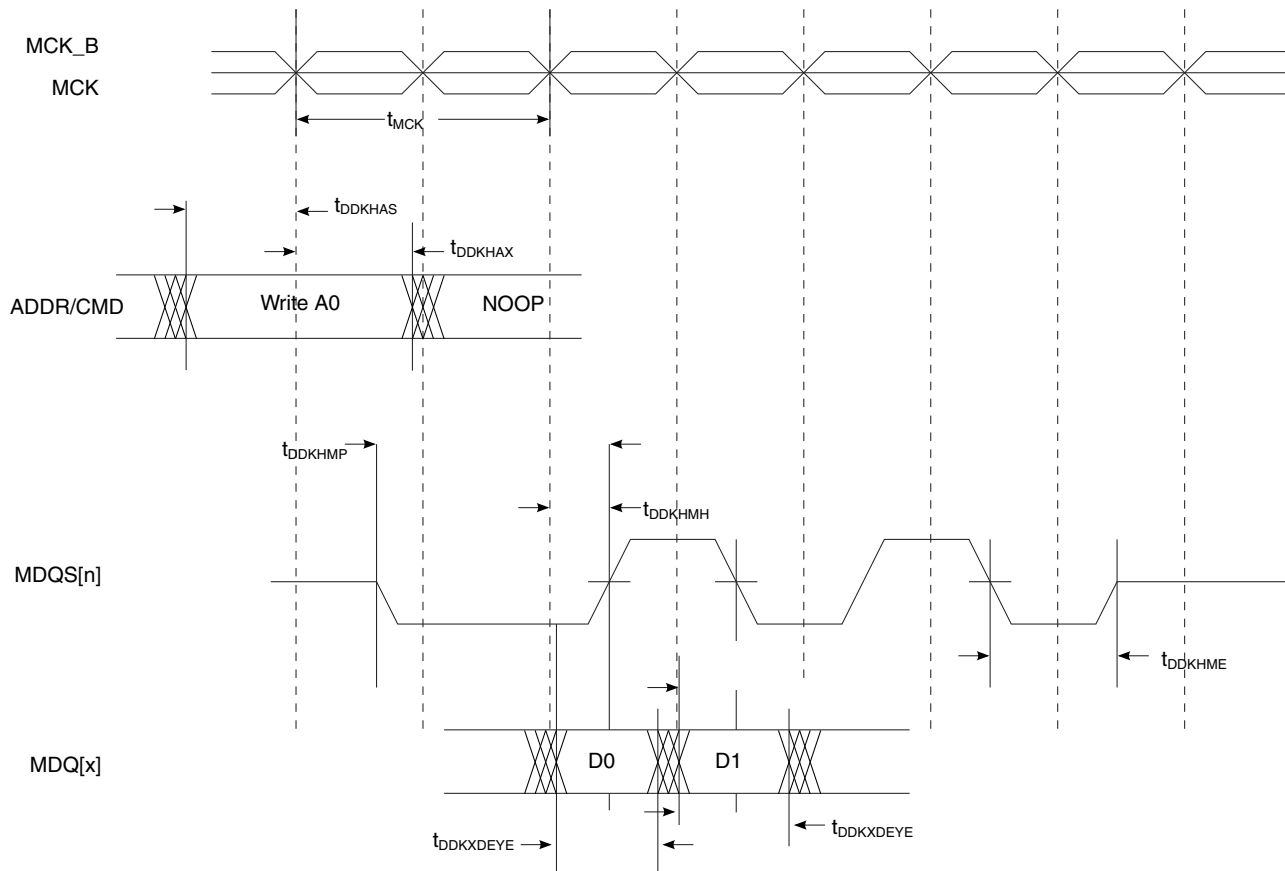 MCK_B
MCK
tMCK
tDDKHAS
tDDKHAX
ADDR/CMD
Write A0
NOOP
tDDKHMP
tDDKHMH
MDQS[n]
tDDKHME
MDQ[x]
D0
D1
tDDKXDEYE
tDDKXDEYE